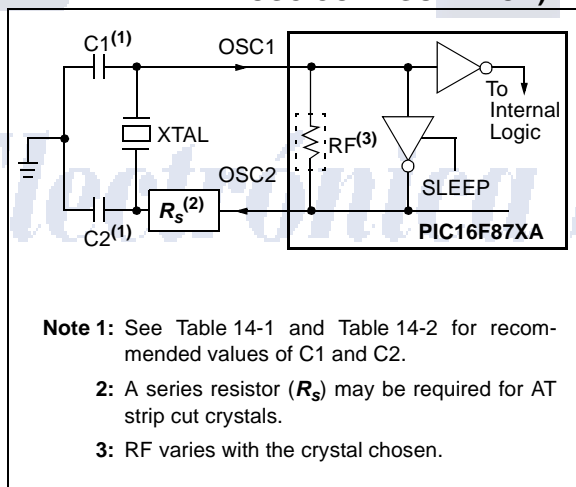 C1(1)
OSC1
To
Internal
Logic
XTAL
RF(3)
OSC2
SLEEP
Rs(2)
C2(1)
PIC16F87XA
Note 1: See Table 14-1 and Table 14-2 for recom-
mended values of C1 and C2.
2: A series resistor (Rs) may be required for AT
strip cut crystals.
3: RF varies with the crystal chosen.